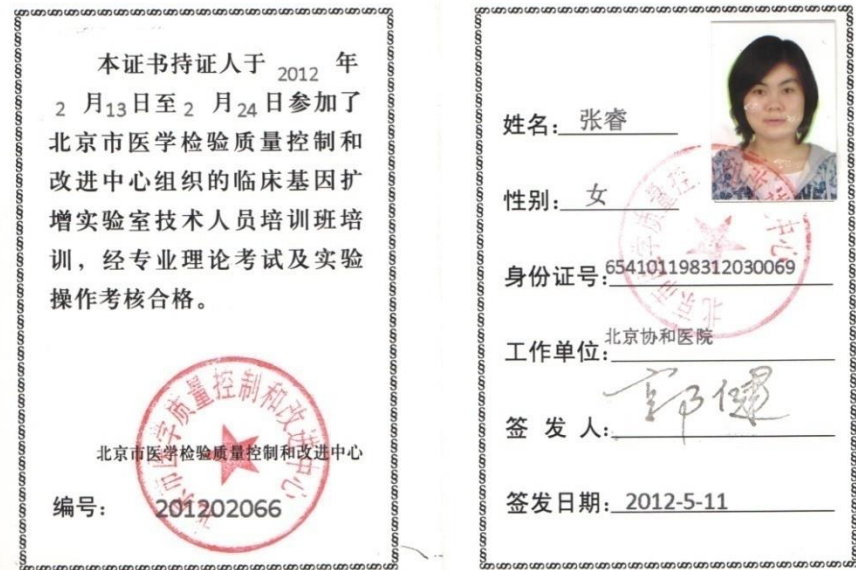 本证书持证人于 2012 年
2 月13日至 2 月24日参加了
北京市医学检验质量控制和
改进中心组织的临床基因扩
增实验室技术人员培训班培
训，经专业理论考试及实验
操作考核合格。
北京市医学检验质量控制和改进中心
编号： 201202066
姓名：张睿
性别：女
身份证号：654101198312030069
工作单位：北京协和医院
签 发 人：
签发日期：2012-5-11